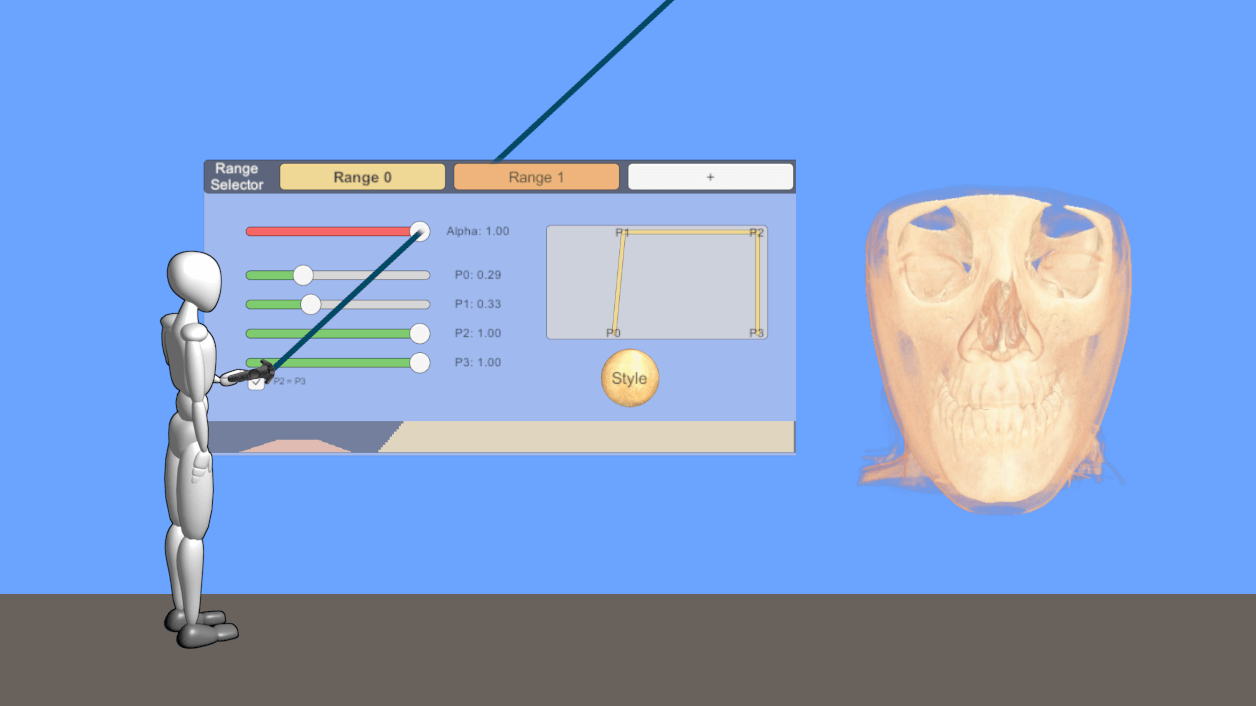 Range
Selector
Range 0
Range 1
+
Alpha: 1.00
P0: 0.29
P1: 0.33
P2: 1.00
P3: 1.00
P2 = P3
P1
P2
P0
P3
Style